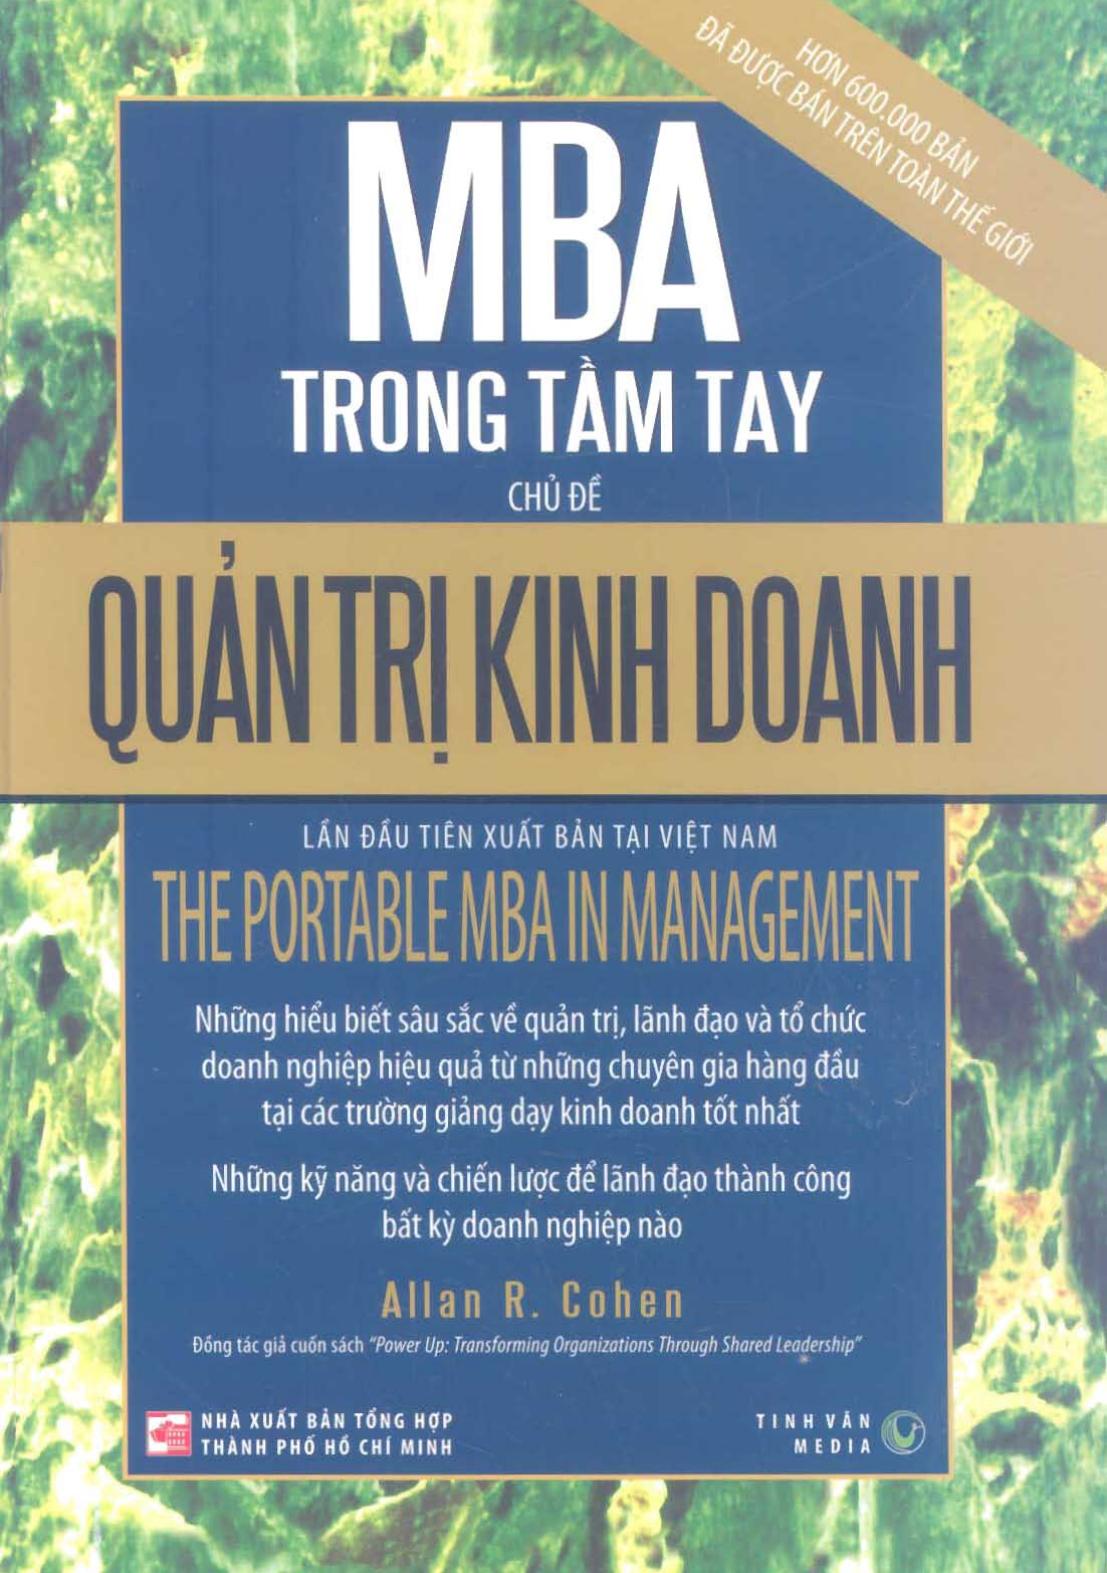 HƠN 600.000 BẢN
ĐÃ ĐƯỢC BÁN TRÊN TOÀN THẾ GIỚI
MBA
TRONG TẦM TAY
CHỦ ĐỀ
QUẢN TRỊ KINH DOANH
LẦN ĐẦU TIÊN XUẤT BẢN TẠI VIỆT NAM
THE PORTABLE MBA IN MANAGEMENT
Những hiểu biết sâu sắc về quản trị, lãnh đạo và tổ chức
doanh nghiệp hiệu quả từ những chuyên gia hàng đầu
tại các trường giảng dạy kinh doanh tốt nhất
Những kỹ năng và chiến lược để lãnh đạo thành công
bất kỳ doanh nghiệp nào
Allan R. Cohen
Đồng tác giả cuốn sách "Power Up: Transforming Organizations Through Shared Leadership"
NHÀ XUẤT BẢN TỔNG HỢP
THÀNH PHỐ HỒ CHÍ MINH
TINH VĂN
MEDIA